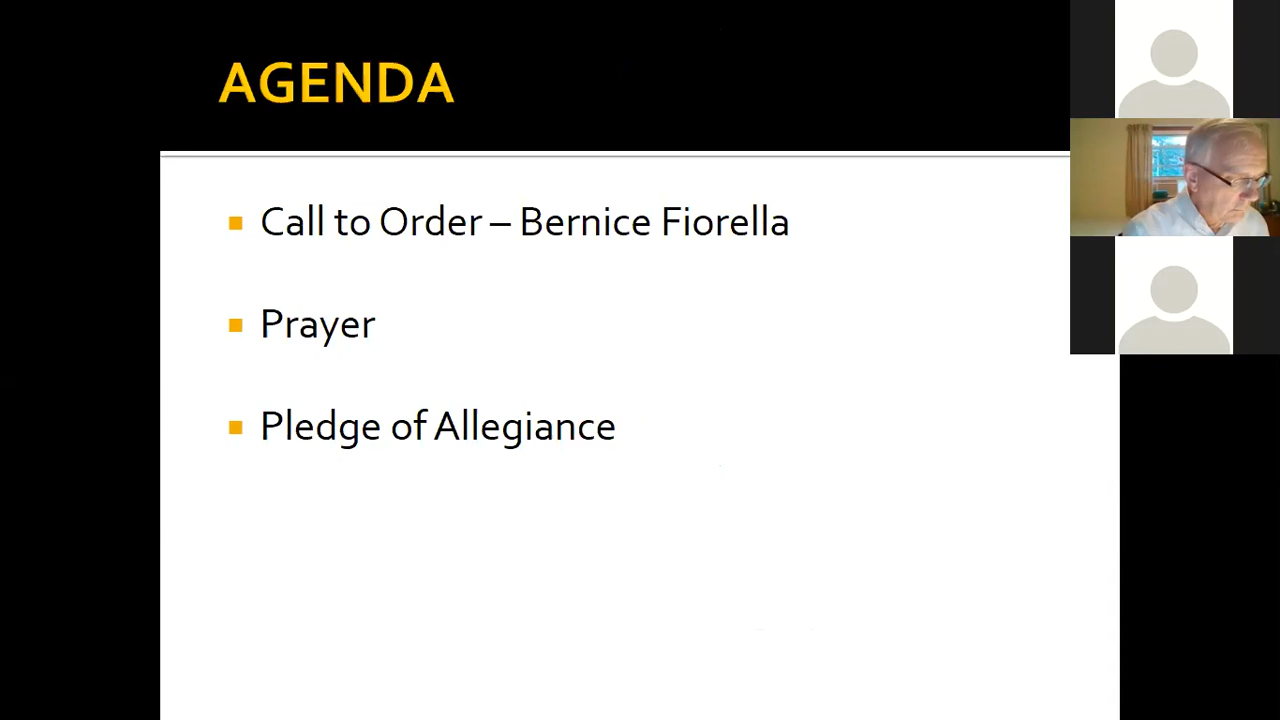 AGENDA
Call to Order – Bernice Fiorella
Prayer
Pledge of Allegiance